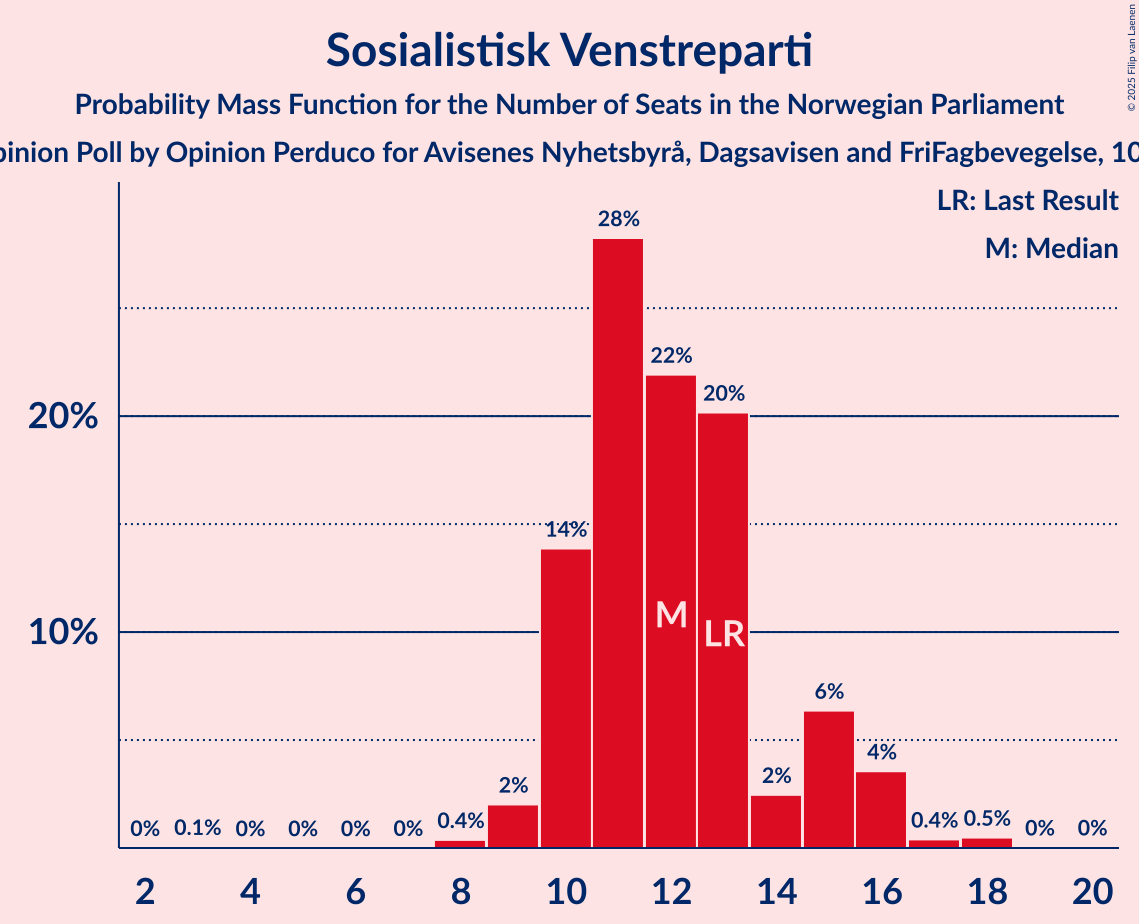 Sosialistisk Venstreparti
Probability Mass Function for the Number of Seats in the Norwegian Parliament
pinion Poll by Opinion Perduco for Avisenes Nyhetsbyrå, Dagsavisen and FriFagbevegelse, 10
© 2025 Filip van Laenen
LR: Last Result
M: Median
28%
22%
20%
20%
14%
M
LR
10%
6%
4%
2%
2%
0% 0.1% 0% 0% 0% 0% 0.4% 0.4% 0.5% 0% 0%
2 4 6 8 10 12 14 16 18 20